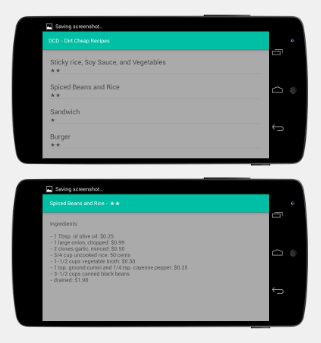 Saving screenshot...
OCD - Old Cheap Recipes
Sticky rice, Soy Sauce, and Vegetables
★★
Spiced Beans and Rice
★★
Sandwich
★
Burger
★★
Saving screenshot...
Spiced Beans and Rice - ★★
Ingredients:
- 1 Tbsp. of olive oil: $0.25
- 1 large onion, chopped: $0.99
- 2 cloves garlic, minced: $0.50
- 3/4 cup uncooked rice: 50 cents
- 1-1/2 cups vegetable broth: $0.50
- 1 tsp. ground cumin and 1/4 tsp. cayenne pepper: $0.25
- 3-1/2 cups canned black beans
- drained: $1.98